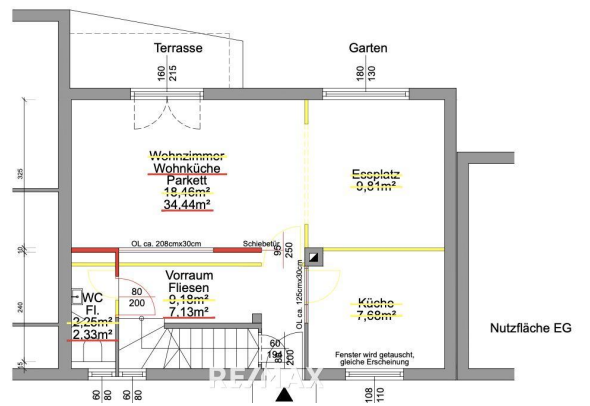 Terrasse
Garten
160
215
180
130
Wohnzimmer
Wohnküche
Parkett
18,46m²
34.44m²
Essplatz
9,81m²
325
10
240
15
OL ca. 208cmx30cm
Schiebetür
95
250
OL ca. 125cmx30cm
Vorraum
Fliesen
9,18m²
7.13m²
80
200
WC
Fl.
2,25m²
2.33m²
Küche
7,68m²
Nutzfläche EG
60
194
80
200
Fenster wird getauscht,
gleiche Erscheinung
RE/MAX
60
80
60
80
108
110